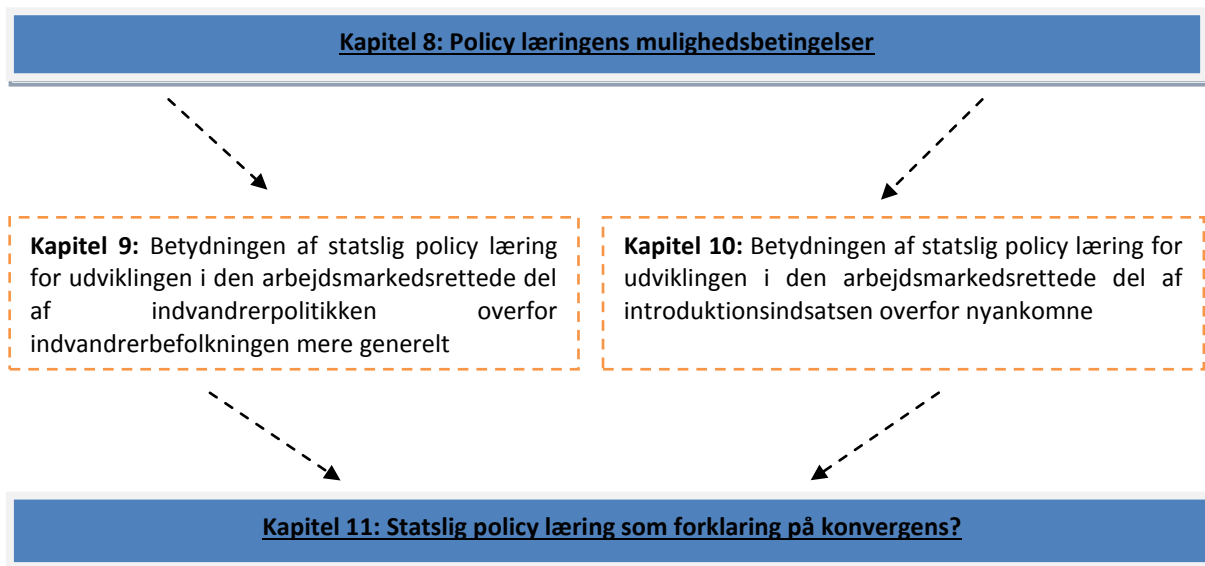 Kapitel 8: Policy læringens mulighedsbetingelser
Kapitel 9: Betydningen af statslig policy læring
for udviklingen i den arbejdsmarkedsrettede del
af indvandrerpolitikken overfor
indvandrerbefolkningen mere generelt
Kapitel 10: Betydningen af statslig policy læring for
udviklingen i den arbejdsmarkedsrettede del af
introduktionsindsatsen overfor nyankomne
Kapitel 11: Statslig policy læring som forklaring på konvergens?